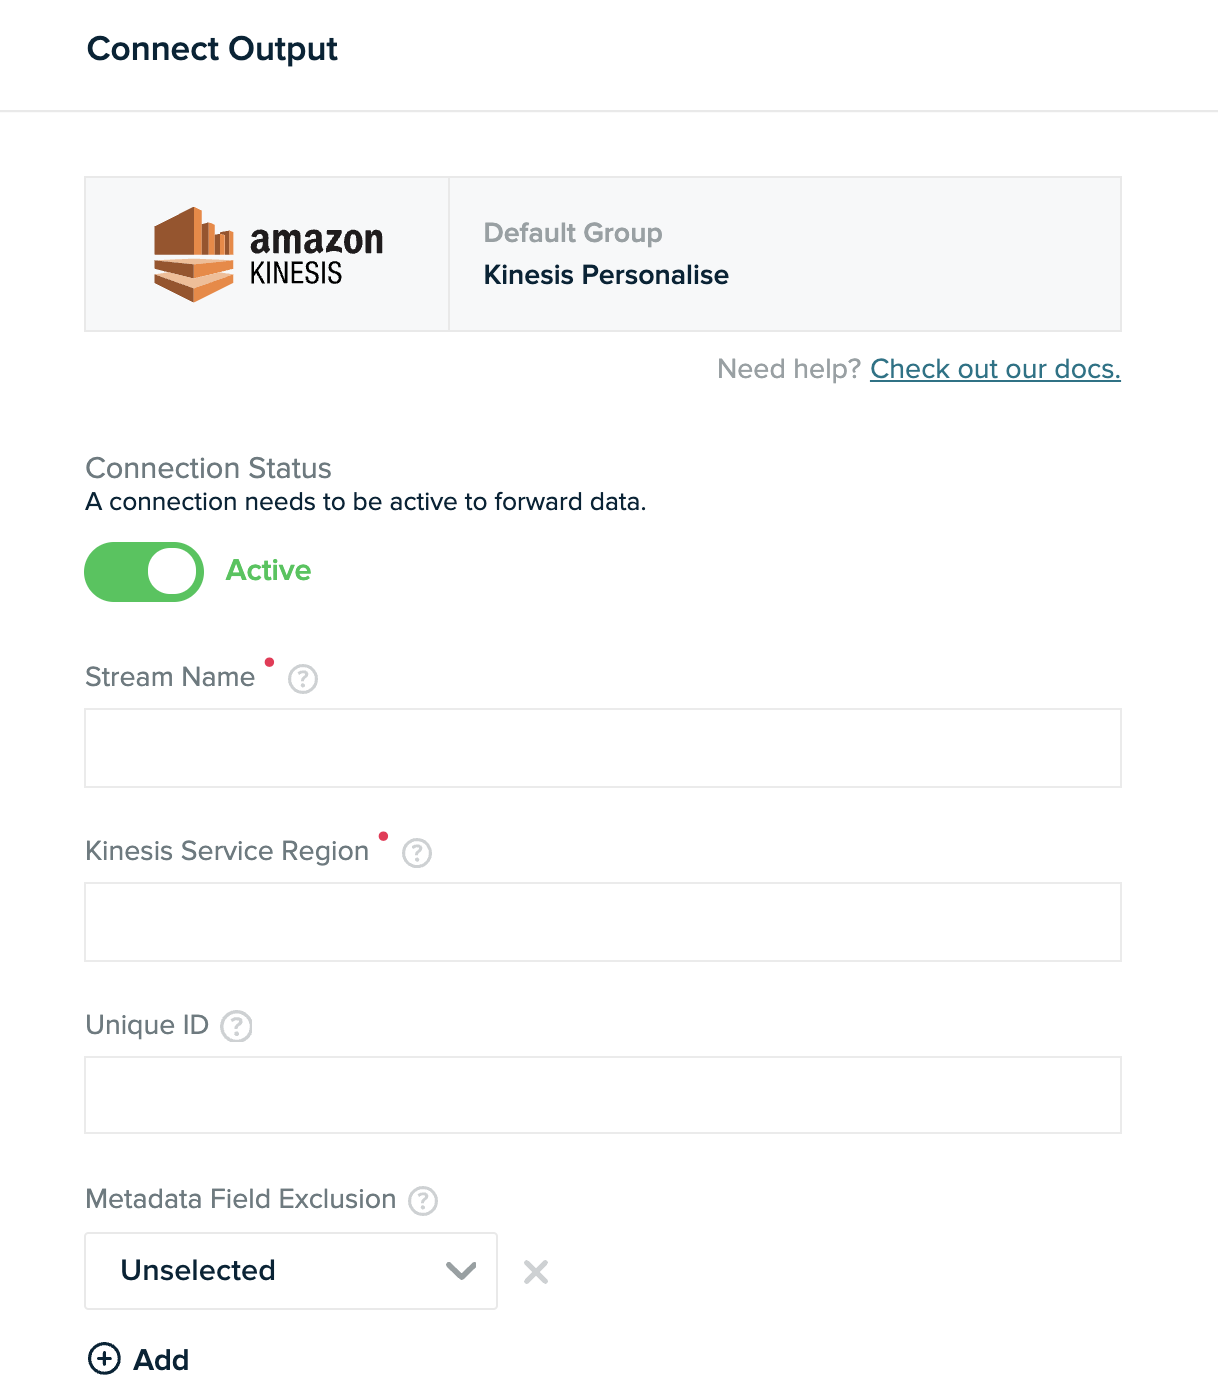 Connect Output
amazon
KINESIS
Default Group
Kinesis Personalise
Need help? Check out our docs.
Connection Status
A connection needs to be active to forward data.
Active
Stream Name
?
Kinesis Service Region
?
Unique ID
?
Metadata Field Exclusion
?
Unselected
Add